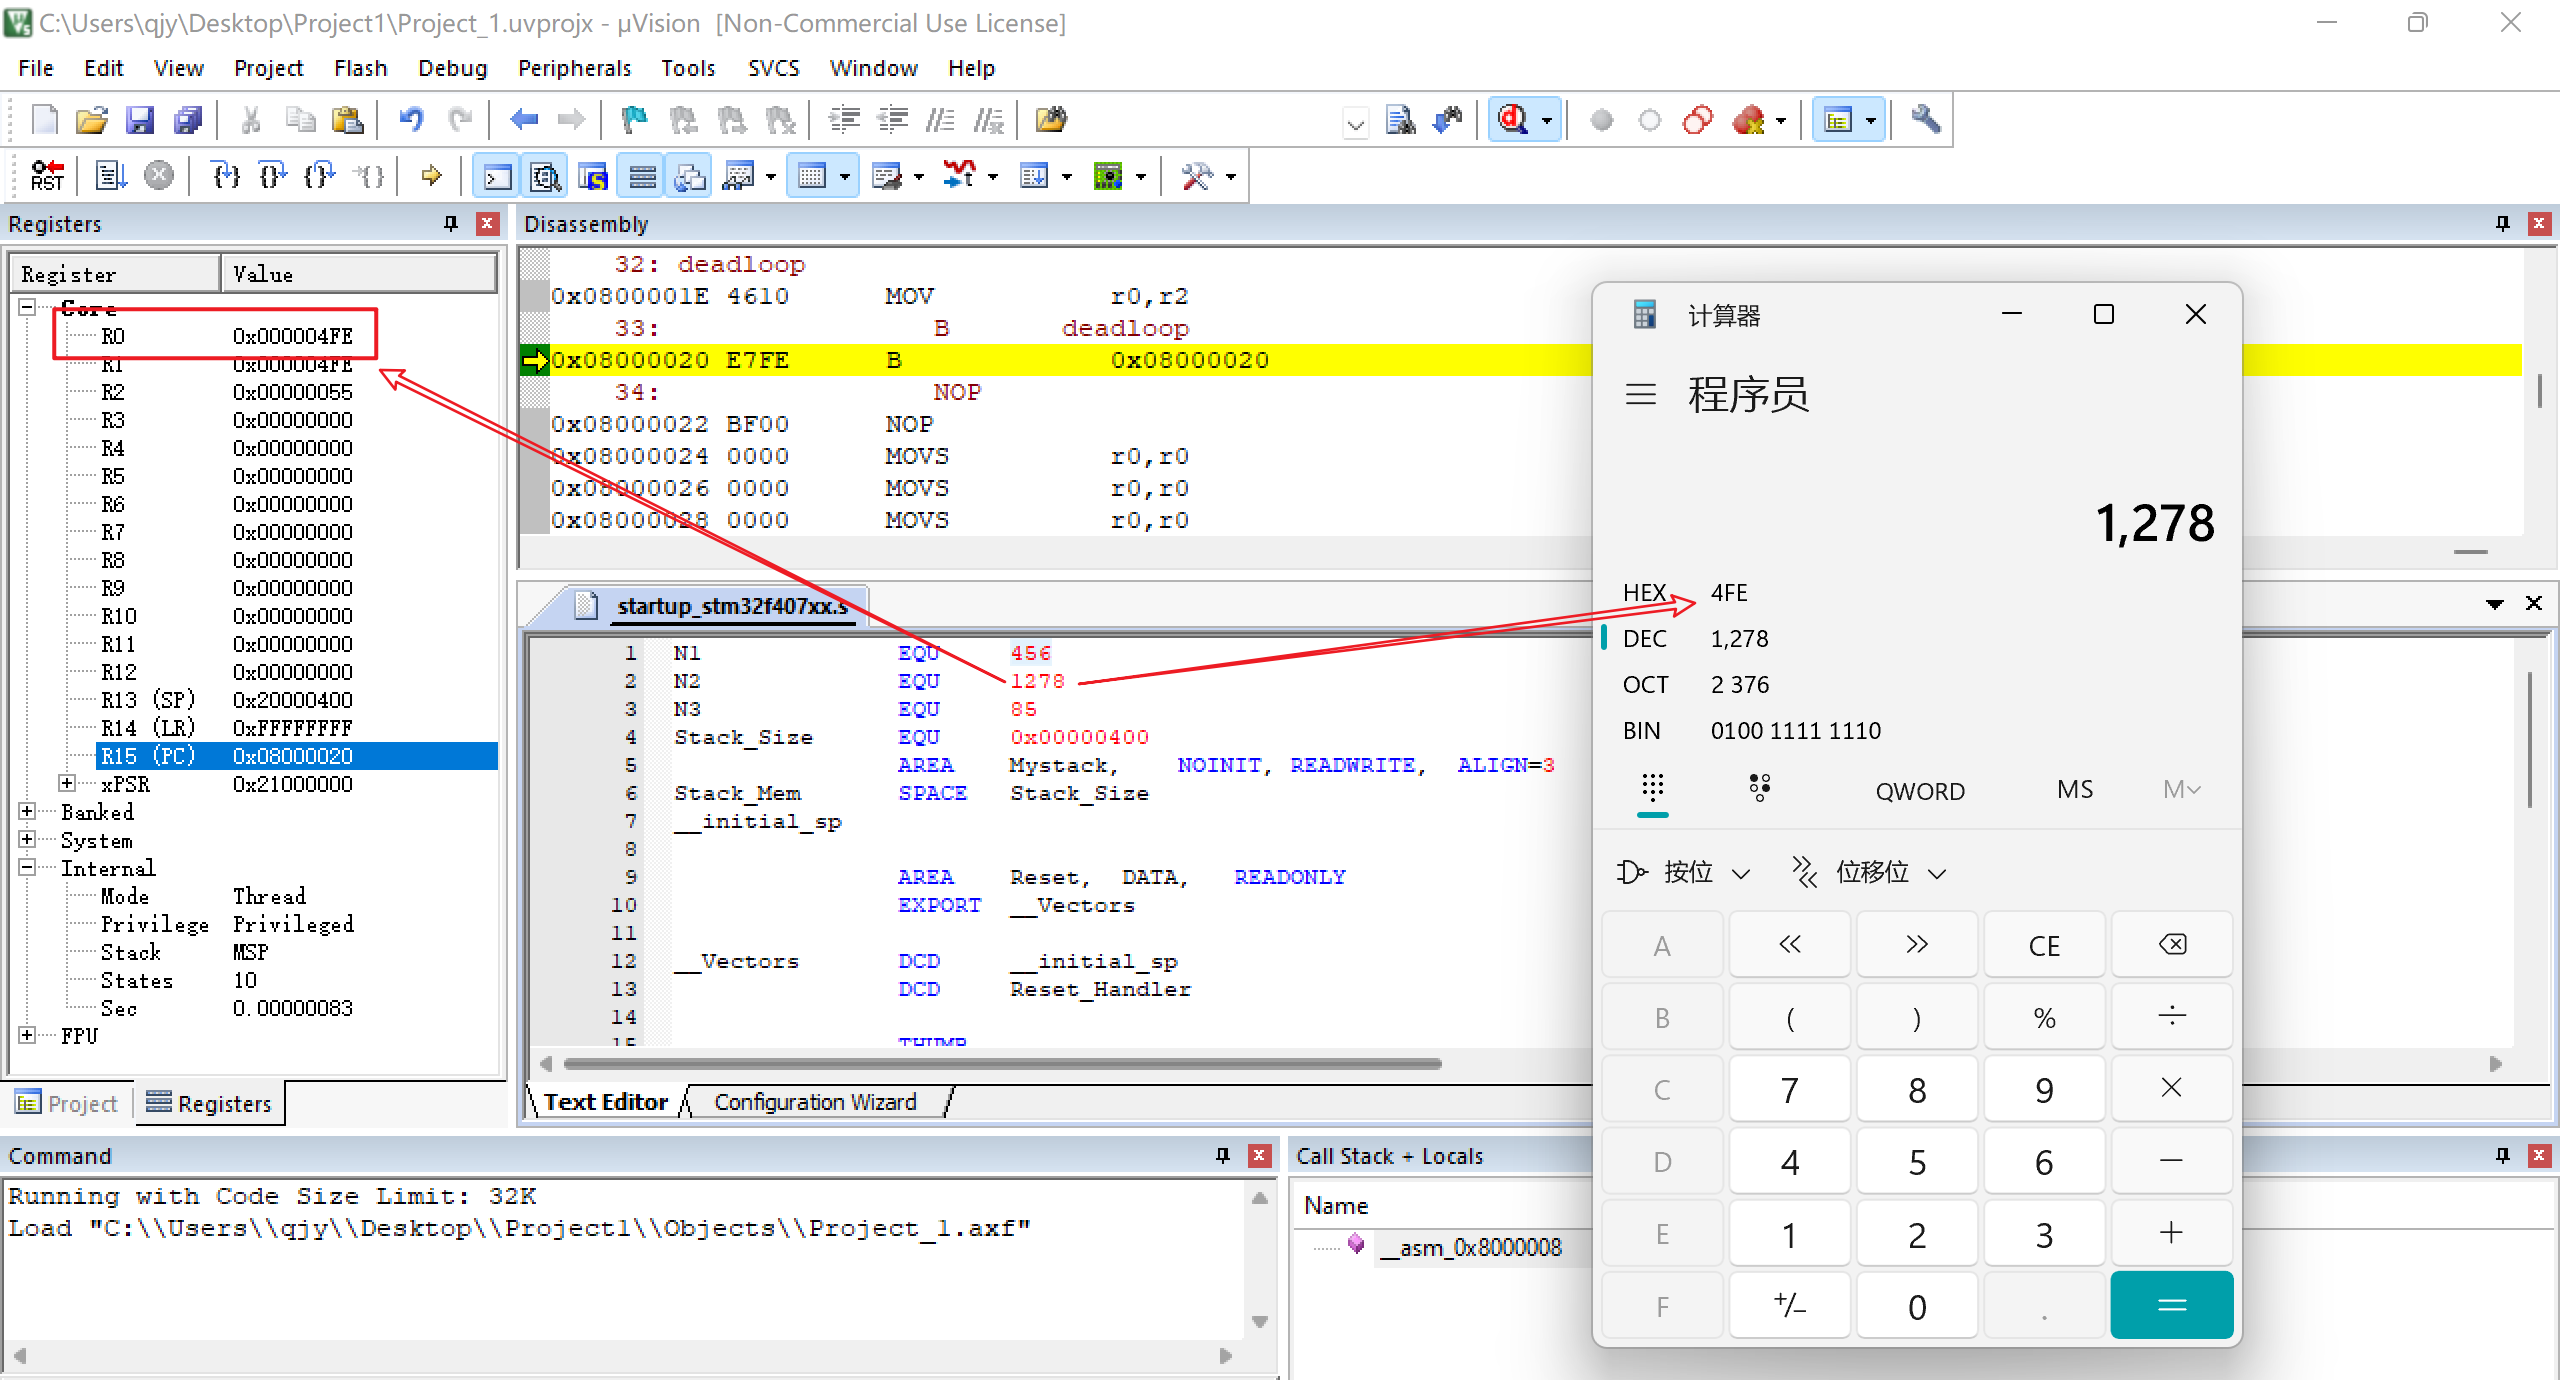 C:\Users\qjy\Desktop\Project1\Project_1.uvprojx - µVision [Non-Commercial Use License]
File Edit View Project Flash Debug Peripherals Tools SVCS Window Help
RST
Registers
Register Value
Core
R0 0x000004FE
R1 0x000004FE
R2 0x00000055
R3 0x00000000
R4 0x00000000
R5 0x00000000
R6 0x00000000
R7 0x00000000
R8 0x00000000
R9 0x00000000
R10 0x00000000
R11 0x00000000
R12 0x00000000
R13 (SP) 0x20000400
R14 (LR) 0xFFFFFFFF
R15 (PC) 0x08000020
xPSR 0x21000000
Banked
System
Internal
Mode Thread
Privilege Privileged
Stack MSP
States 10
Sec 0.00000083
FPU
Project Registers
Disassembly
32: deadloop
0x0800001E 4610 MOV r0,r2
33: B deadloop
0x08000020 E7FE B 0x08000020
34: NOP
0x08000022 BF00 NOP
0x08000024 0000 MOVS r0,r0
0x08000026 0000 MOVS r0,r0
0x08000028 0000 MOVS r0,r0
startup_stm32f407xx.s
1 N1 EQU 456
2 N2 EQU 1278
3 N3 EQU 85
4 Stack_Size EQU 0x00000400
5 AREA Mystack, NOINIT, READWRITE, ALIGN=3
6 Stack_Mem SPACE Stack_Size
7 __initial_sp
8
9 AREA Reset, DATA, READONLY
10 EXPORT __Vectors
11
12 __Vectors DCD __initial_sp
13 DCD Reset_Handler
14
15 THUMB
Text Editor Configuration Wizard
计算器
程序员
1,278
HEX 4FE
DEC 1,278
OCT 2 376
BIN 0100 1111 1110
QWORD MS M
按位 位移位
A « » CE
B ( ) % ÷
C 7 8 9 ×
D 4 5 6 −
E 1 2 3 +
F +/− 0 . =
Command
Running with Code Size Limit: 32K
Load "C:\\Users\\qjy\\Desktop\\Project1\\Objects\\Project_1.axf"
Call Stack + Locals
Name
__asm_0x8000008